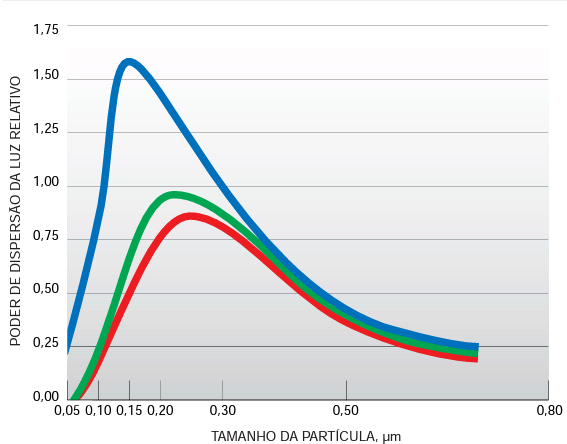 PODER DE DISPERSÃO DA LUZ RELATIVO
1,75
1,50
1,25
1,00
0,75
0,50
0,25
0,00
0,05 0,10 0,15 0,20 0,30 0,50 0,80
TAMANHO DA PARTÍCULA, µm